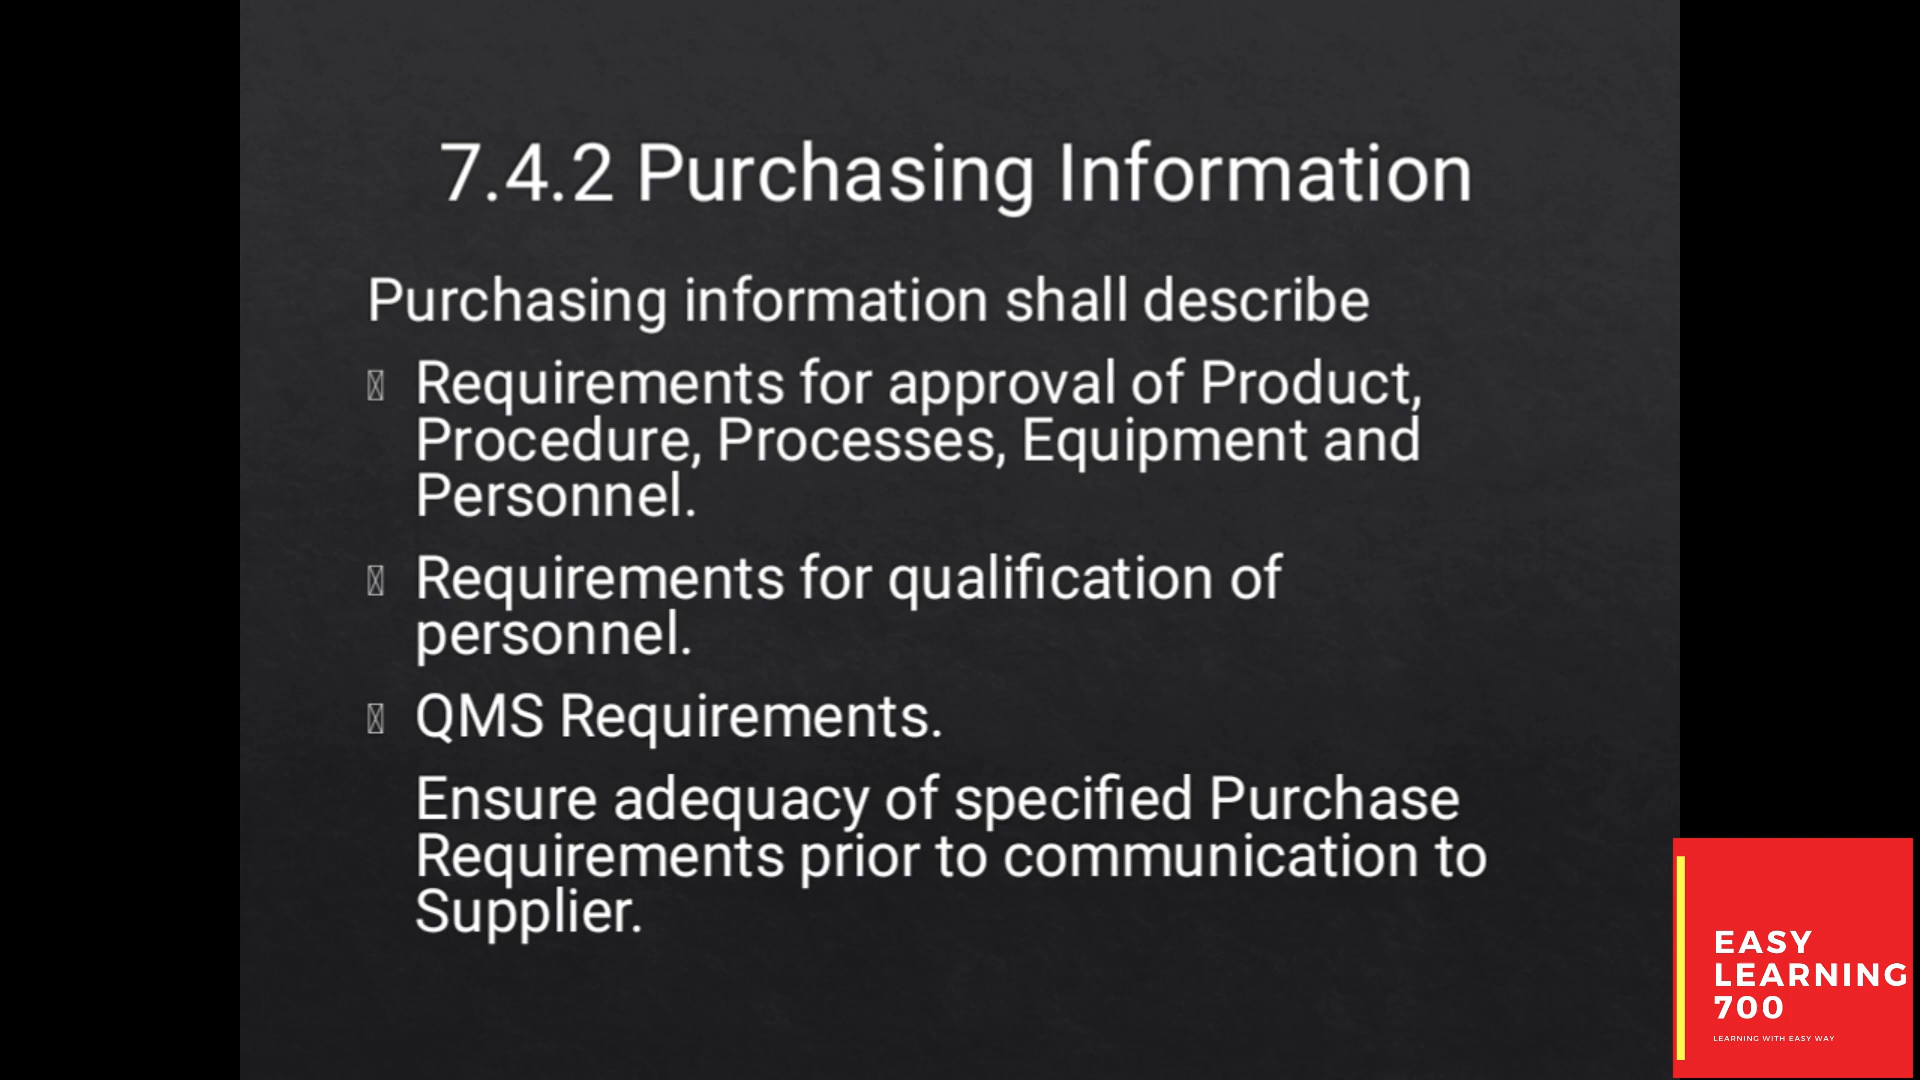 7.4.2 Purchasing Information
Purchasing information shall describe
Requirements for approval of Product,
Procedure, Processes, Equipment and
Personnel.
Requirements for qualification of
personnel.
QMS Requirements.
Ensure adequacy of specified Purchase
Requirements prior to communication to
Supplier.
EASY
LEARNING
700
LEARNING WITH EASY WAY